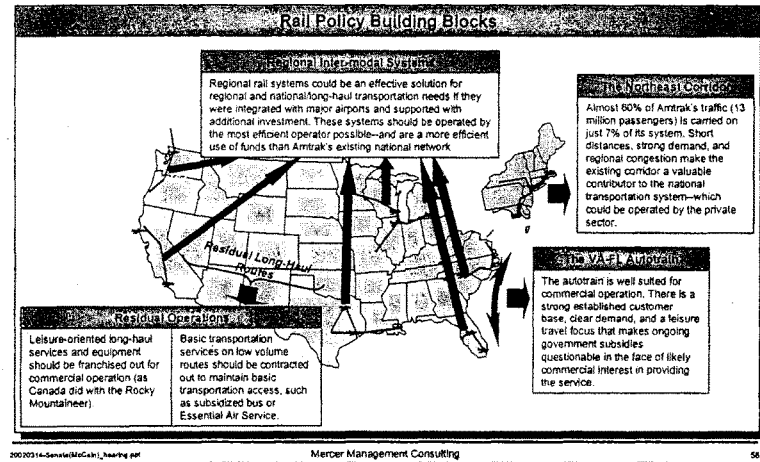 Rail Policy Building Blocks
Regional Inter-modal Systems
Regional rail systems could be an effective solution for
regional and national/long-haul transportation needs if they
were integrated with major airports and supported with
additional investment. These systems should be operated by
the most efficient operator possible--and are a more efficient
use of funds than Amtrak's existing national network
The Northeast Corridor
Almost 60% of Amtrak's traffic (13
million passengers) is carried on
just 7% of its system. Short
distances, strong demand, and
regional congestion make the
existing corridor a valuable
contributor to the national
transportation system--which
could be operated by the private
sector.
Residual Long-Haul
Routes
The VA-FL Autotrain
The autotrain is well suited for
commercial operation. There is a
strong established customer
base, clear demand, and a leisure
travel focus that makes ongoing
government subsidies
questionable in the face of likely
commercial interest in providing
the service.
Residual Operations
Leisure-oriented long-haul
services and equipment
should be franchised out for
commercial operation (as
Canada did with the Rocky
Mountaineer).
Basic transportation
services on low volume
routes should be contracted
out to maintain basic
transportation access, such
as subsidized bus or
Essential Air Service.
20020314-Senate(McCain)_hearing.ppt
Mercer Management Consulting
56